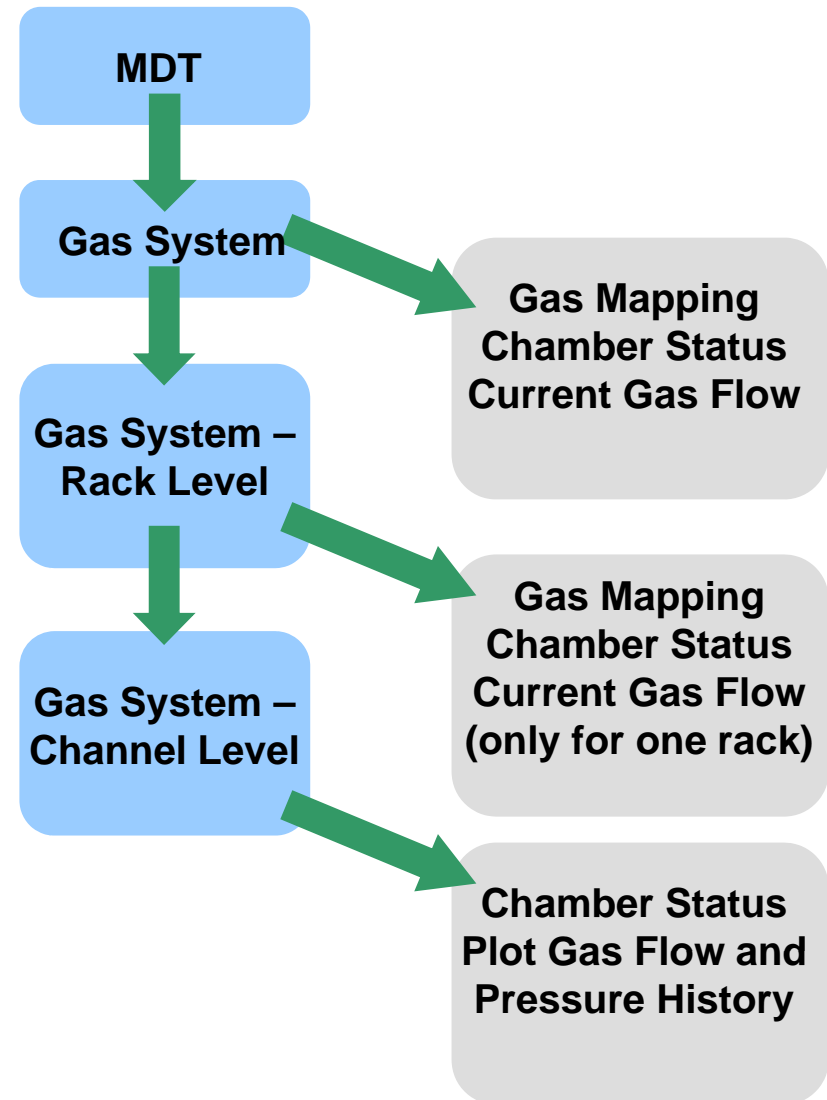 MDT
Gas System
Gas Mapping
Chamber Status
Current Gas Flow
Gas System –
Rack Level
Gas Mapping
Chamber Status
Current Gas Flow
(only for one rack)
Gas System –
Channel Level
Chamber Status
Plot Gas Flow and
Pressure History